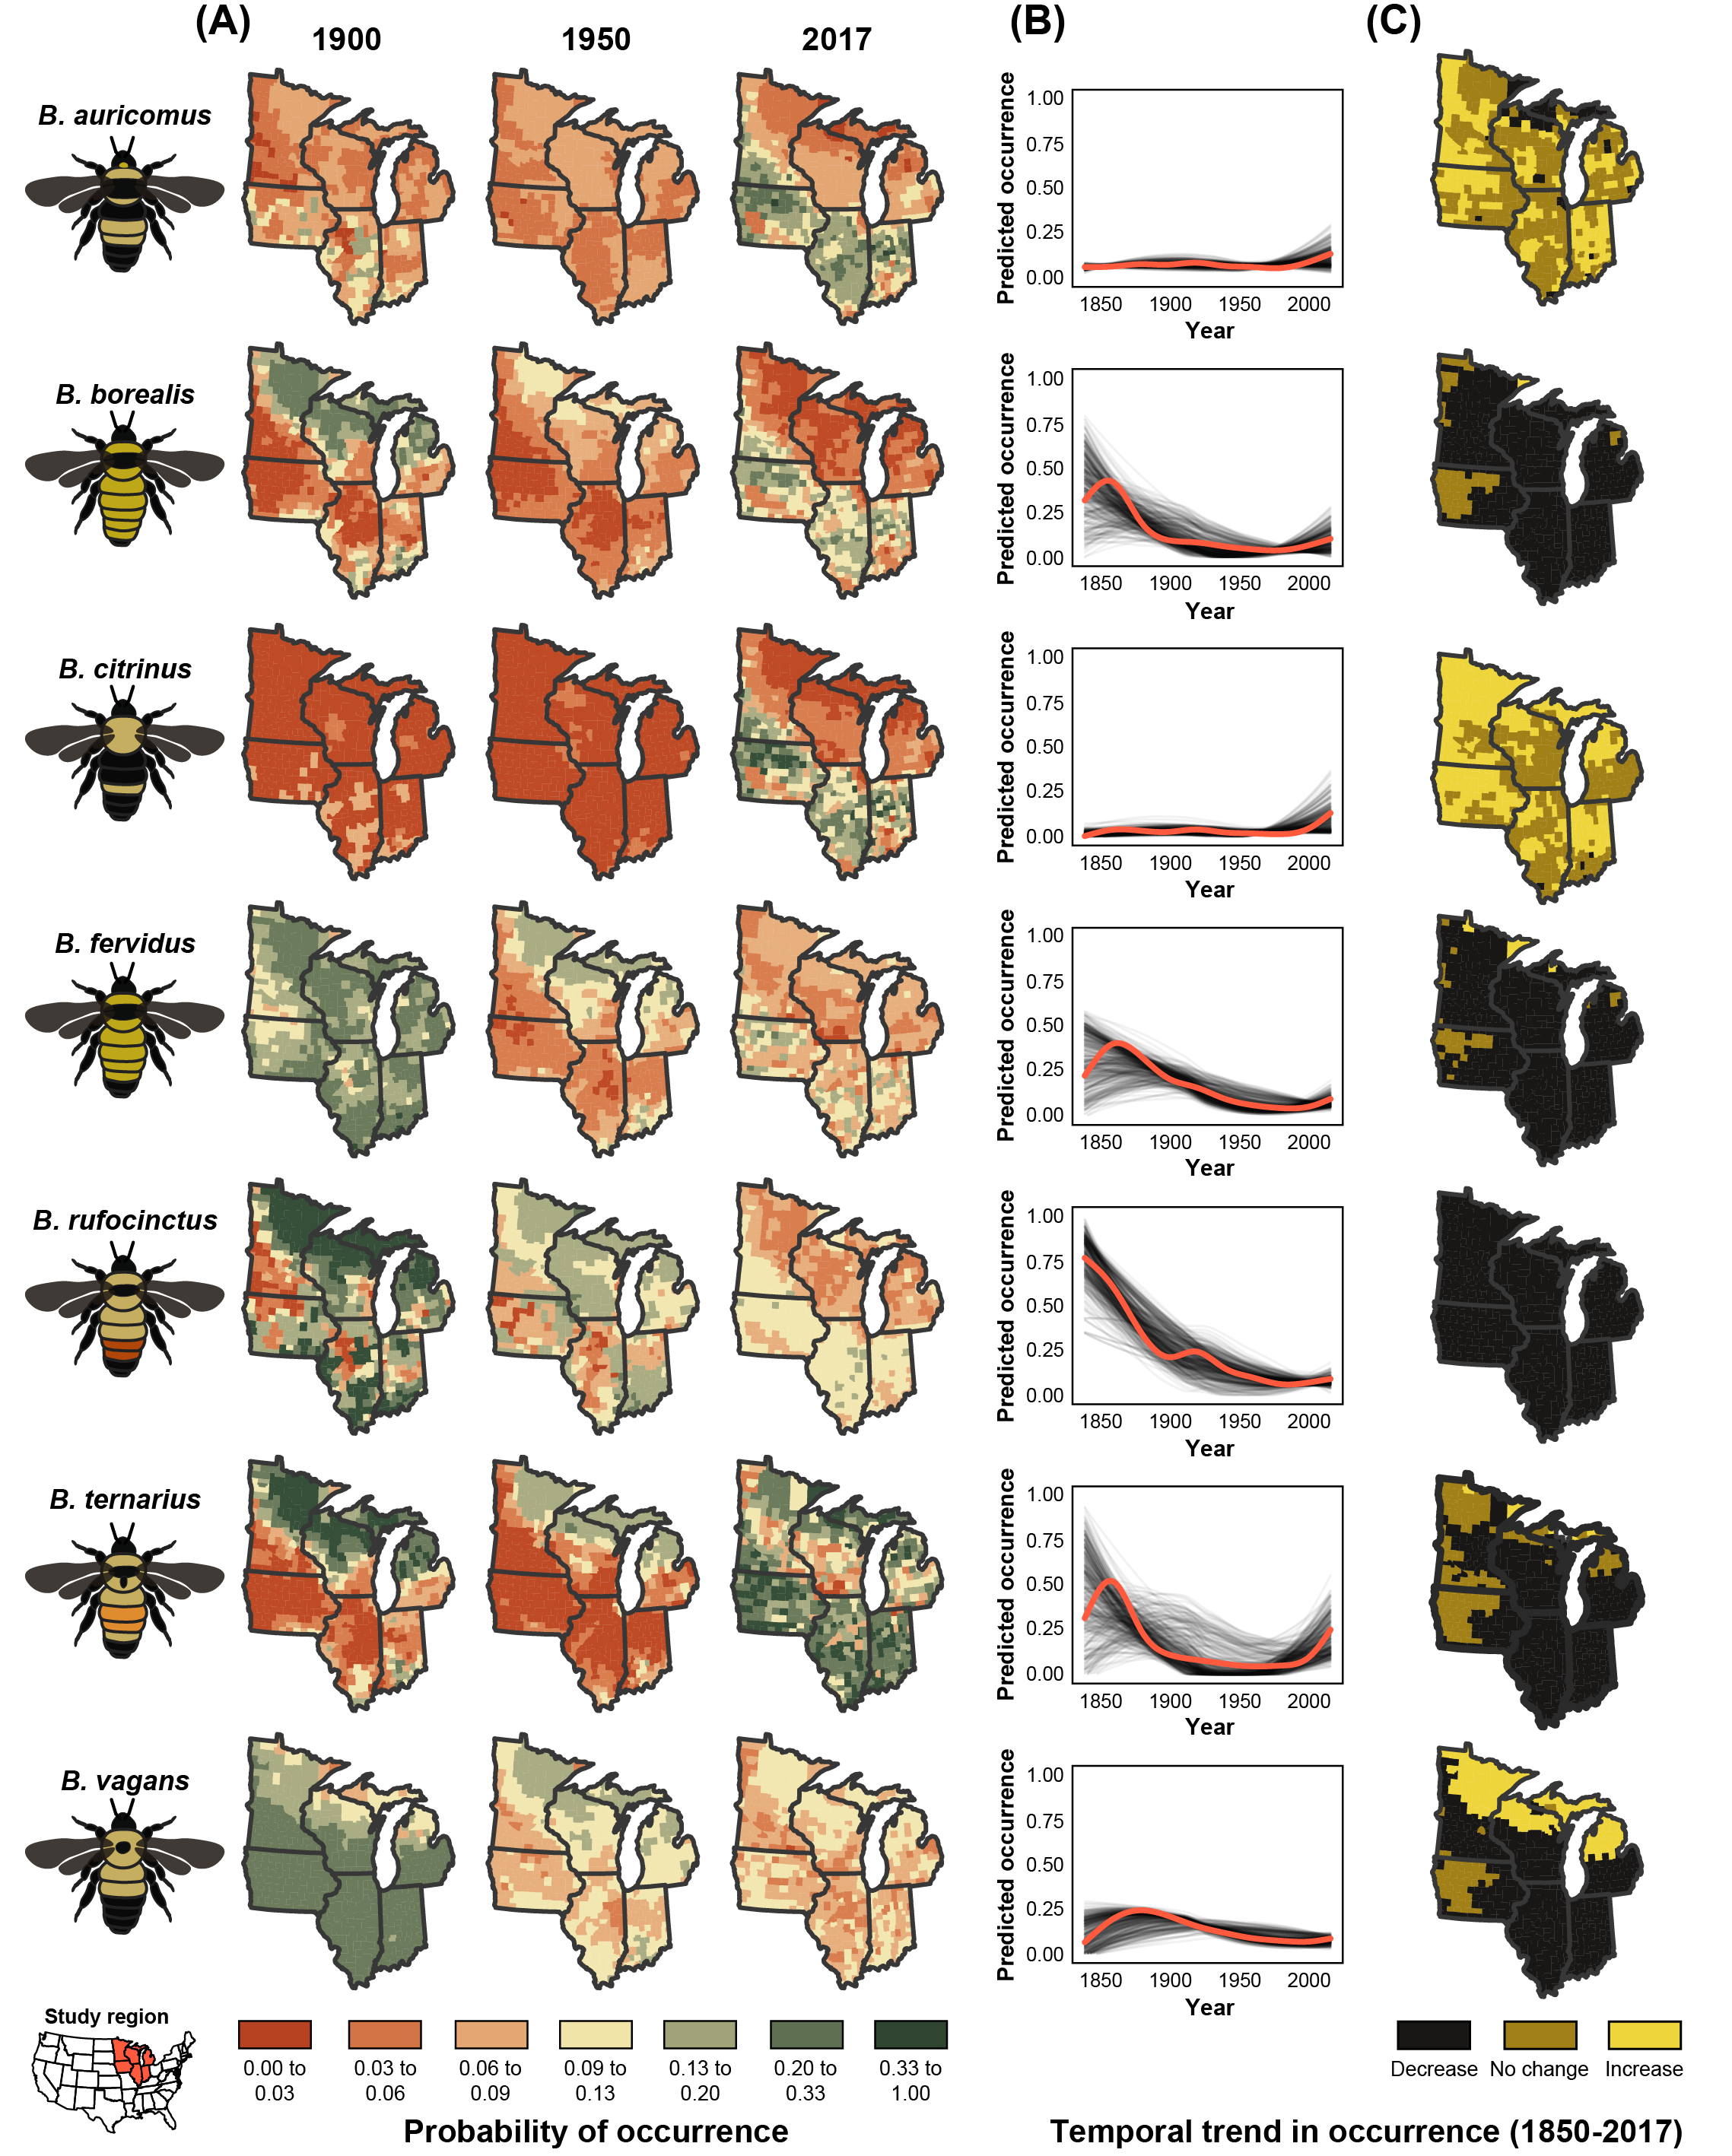 (A)
1900
1950
2017
(B)
(C)
B. auricomus
Predicted occurrence
1.00
0.75
0.50
0.25
0.00
1850 1900 1950 2000
Year
B. borealis
Predicted occurrence
1.00
0.75
0.50
0.25
0.00
1850 1900 1950 2000
Year
B. citrinus
Predicted occurrence
1.00
0.75
0.50
0.25
0.00
1850 1900 1950 2000
Year
B. fervidus
Predicted occurrence
1.00
0.75
0.50
0.25
0.00
1850 1900 1950 2000
Year
B. rufocinctus
Predicted occurrence
1.00
0.75
0.50
0.25
0.00
1850 1900 1950 2000
Year
B. ternarius
Predicted occurrence
1.00
0.75
0.50
0.25
0.00
1850 1900 1950 2000
Year
B. vagans
Predicted occurrence
1.00
0.75
0.50
0.25
0.00
1850 1900 1950 2000
Year
Study region
0.00 to
0.03
0.03 to
0.06
0.06 to
0.09
0.09 to
0.13
0.13 to
0.20
0.20 to
0.33
0.33 to
1.00
Probability of occurrence
Decrease
No change
Increase
Temporal trend in occurrence (1850-2017)